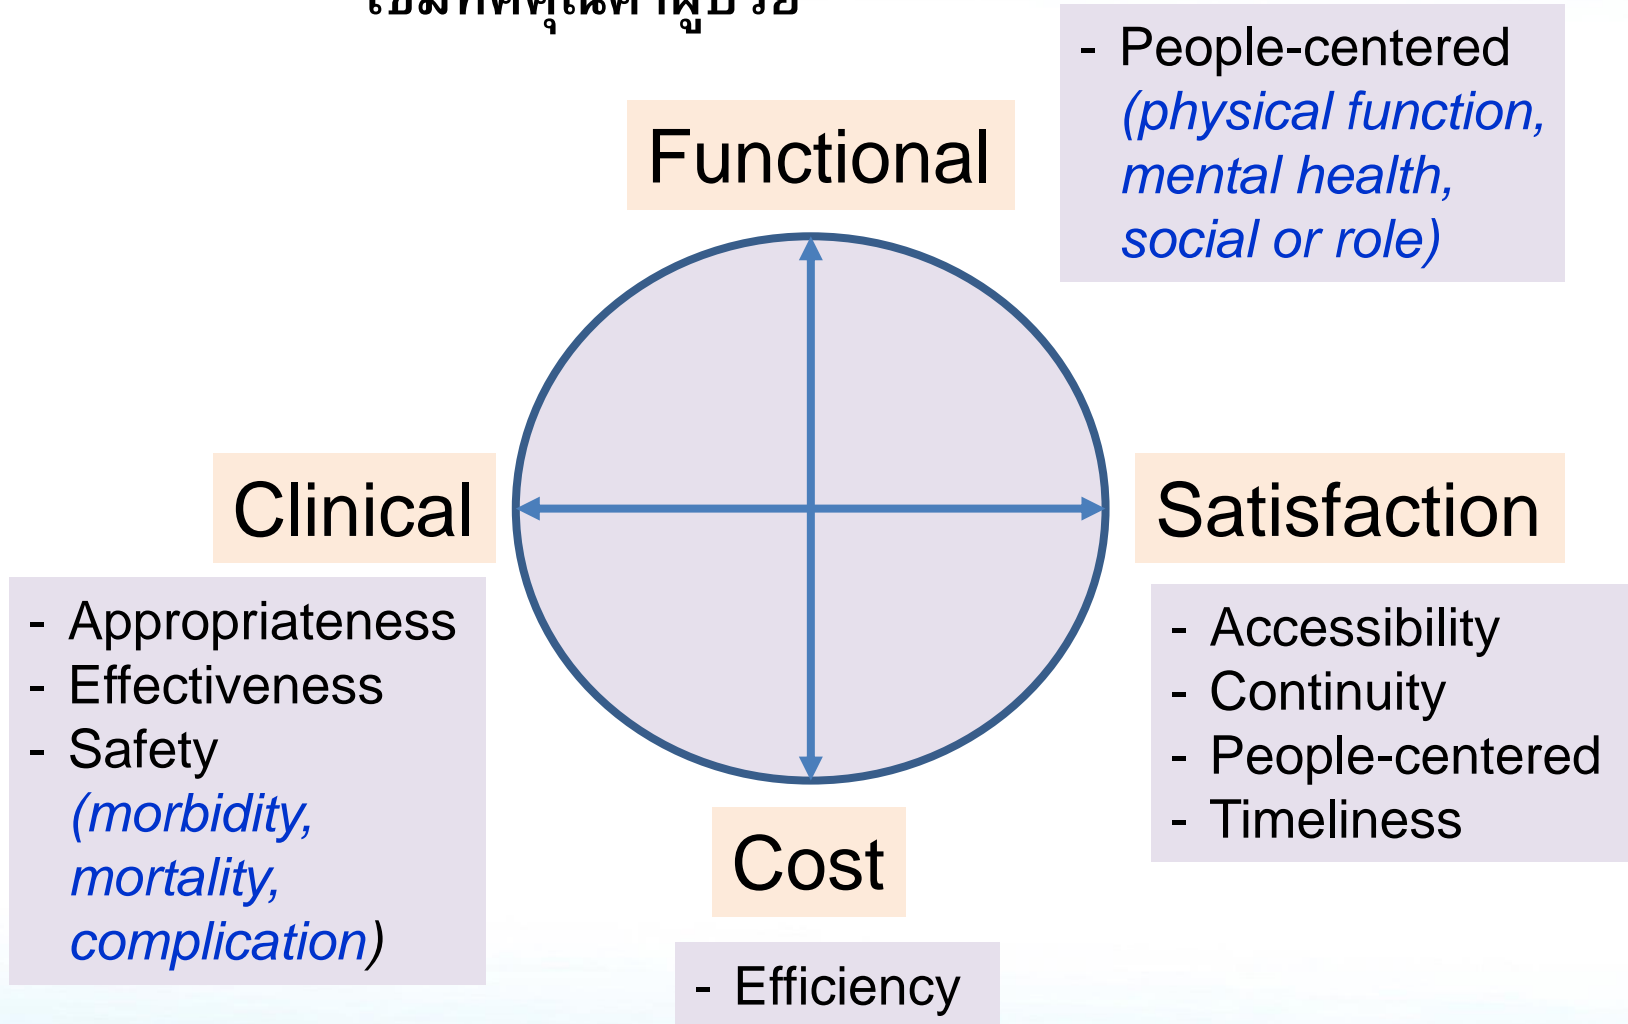 - People-centered
(physical function,
mental health,
social or role)
Functional
Clinical
Satisfaction
- Appropriateness
- Effectiveness
- Safety
(morbidity,
mortality,
complication)
- Accessibility
- Continuity
- People-centered
- Timeliness
Cost
- Efficiency